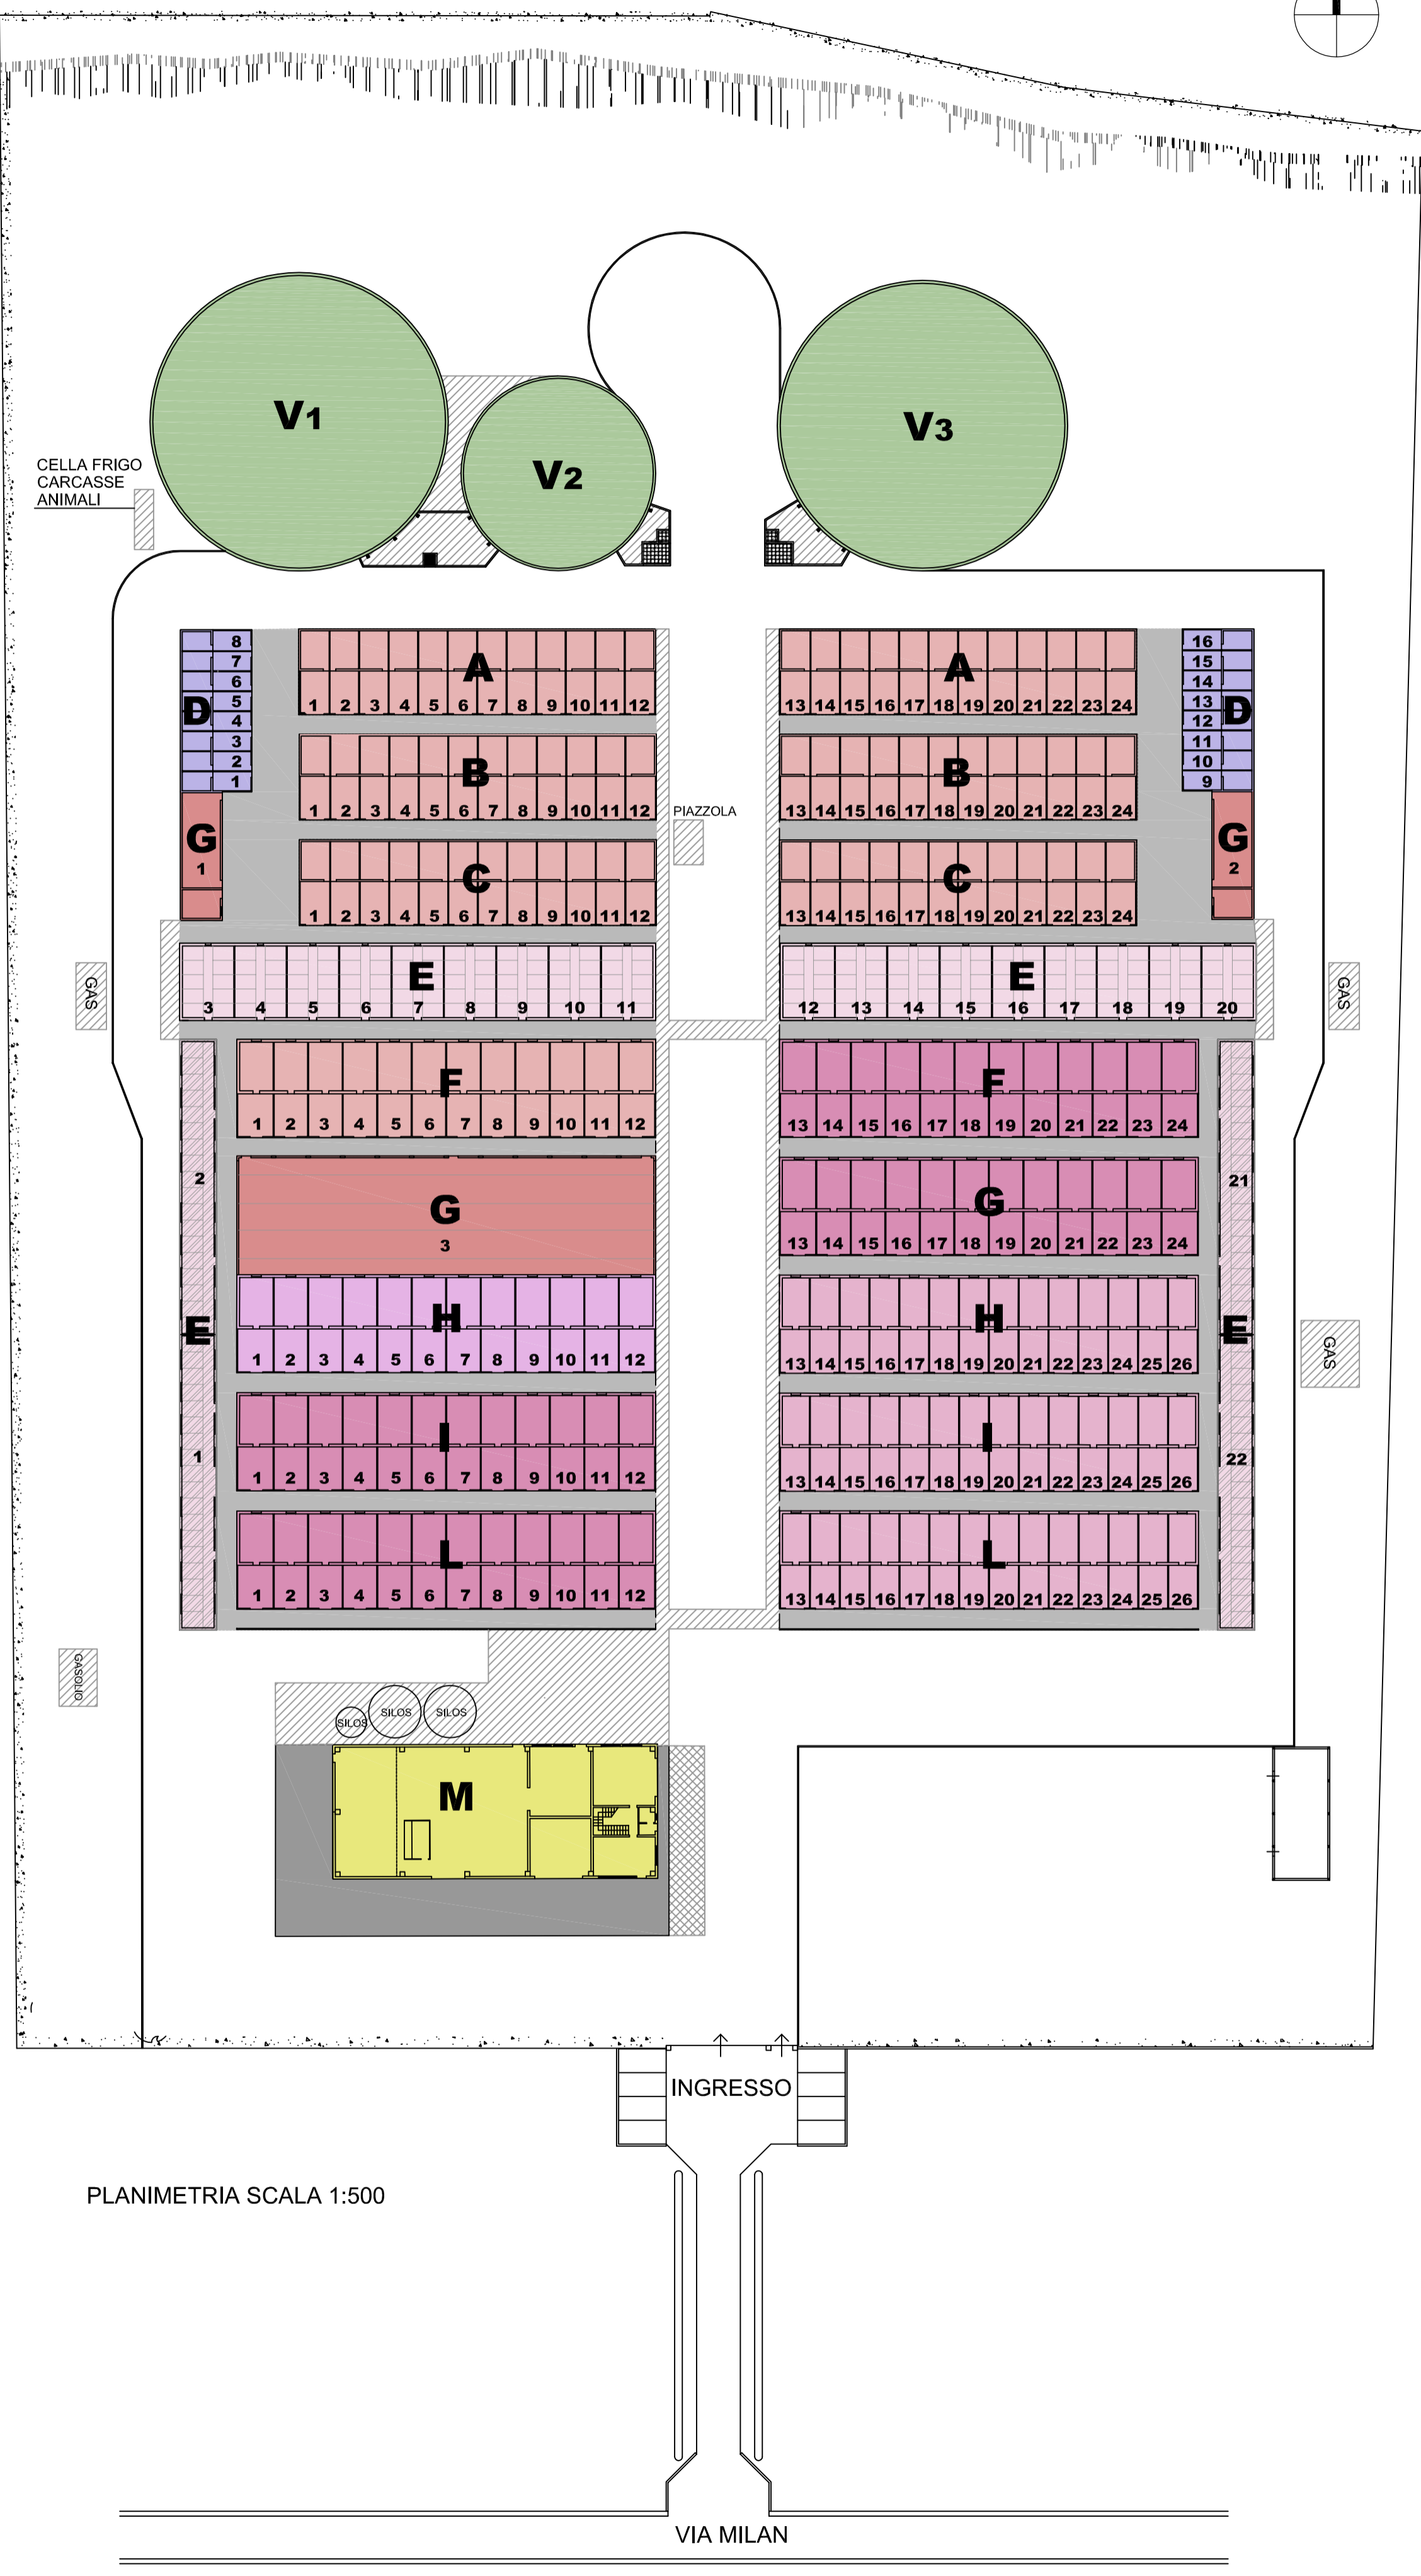 V1
V2
V3
CELLA FRIGO
CARCASSE
ANIMALI
D
8
7
6
5
4
3
2
1
A
1 2 3 4 5 6 7 8 9 10 11 12
A
13 14 15 16 17 18 19 20 21 22 23 24
16
15
14
13
12
11
10
9
D
B
1 2 3 4 5 6 7 8 9 10 11 12
PIAZZOLA
B
13 14 15 16 17 18 19 20 21 22 23 24
G
1
C
1 2 3 4 5 6 7 8 9 10 11 12
C
13 14 15 16 17 18 19 20 21 22 23 24
G
2
GAS
E
3 4 5 6 7 8 9 10 11
E
12 13 14 15 16 17 18 19 20
GAS
F
1 2 3 4 5 6 7 8 9 10 11 12
F
13 14 15 16 17 18 19 20 21 22 23 24
2
E
1
G
3
G
13 14 15 16 17 18 19 20 21 22 23 24
21
E
22
GAS
H
1 2 3 4 5 6 7 8 9 10 11 12
H
13 14 15 16 17 18 19 20 21 22 23 24 25 26
I
1 2 3 4 5 6 7 8 9 10 11 12
I
13 14 15 16 17 18 19 20 21 22 23 24 25 26
L
1 2 3 4 5 6 7 8 9 10 11 12
L
13 14 15 16 17 18 19 20 21 22 23 24 25 26
GASOLIO
SILOS SILOS SILOS
M
INGRESSO
PLANIMETRIA SCALA 1:500
VIA MILAN